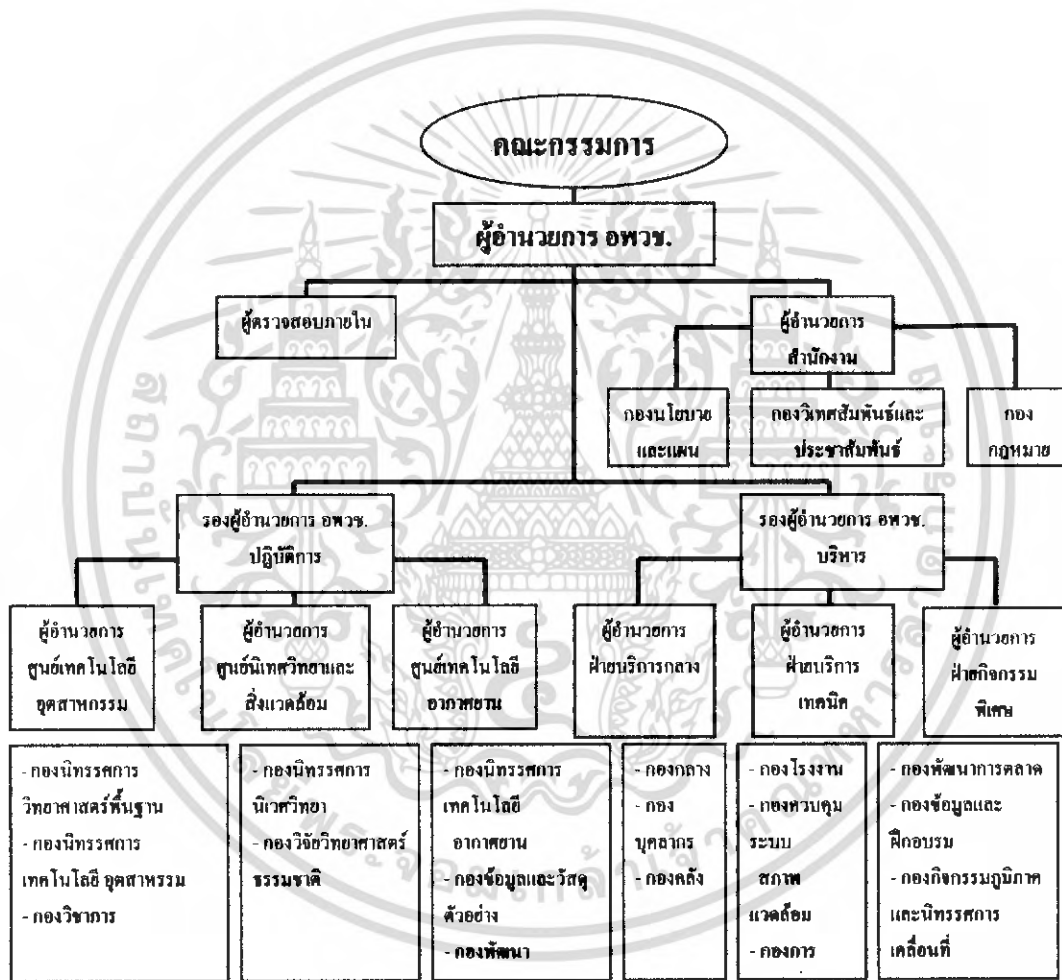 คณะกรรมการ
ผู้อำนวยการ อพวช.
ผู้ตรวจสอบภายใน
ผู้อำนวยการ
สำนักงาน
กองนโยบาย
และแผน
กองวิเทศสัมพันธ์และ
ประชาสัมพันธ์
กอง
กฎหมาย
รองผู้อำนวยการ อพวช.
ปฏิบัติการ
รองผู้อำนวยการ อพวช.
บริหาร
ผู้อำนวยการ
ศูนย์เทคโนโลยี
อุตสาหกรรม
ผู้อำนวยการ
ศูนย์นิเทศวิทยาและ
สิ่งแวดล้อม
ผู้อำนวยการ
ศูนย์เทคโนโลยี
อากาศยาน
ผู้อำนวยการ
ฝ่ายบริการกลาง
ผู้อำนวยการ
ฝ่ายบริการ
เทคนิค
ผู้อำนวยการ
ฝ่ายกิจกรรม
พิเศษ
- กองนิทรรศการ
วิทยาศาสตร์พื้นฐาน
- กองนิทรรศการ
เทคโนโลยี อุตสาหกรรม
- กองวิชาการ
- กองนิทรรศการ
นิเวศวิทยา
- กองวิจัยวิทยาศาสตร์
ธรรมชาติ
- กองนิทรรศการ
เทคโนโลยี
อากาศยาน
- กองข้อมูลและวัสดุ
ตัวอย่าง
- กองพัฒนา
- กองกลาง
- กอง
บุคลากร
- กองคลัง
- กองโรงงาน
- กองควบคุม
ระบบ
สภาพ
แวดล้อม
- กองการ
- กองพัฒนาการตลาด
- กองข้อมูลและ
ฝึกอบรม
- กองกิจกรรมภูมิภาค
และนิทรรศการ
เคลื่อนที่